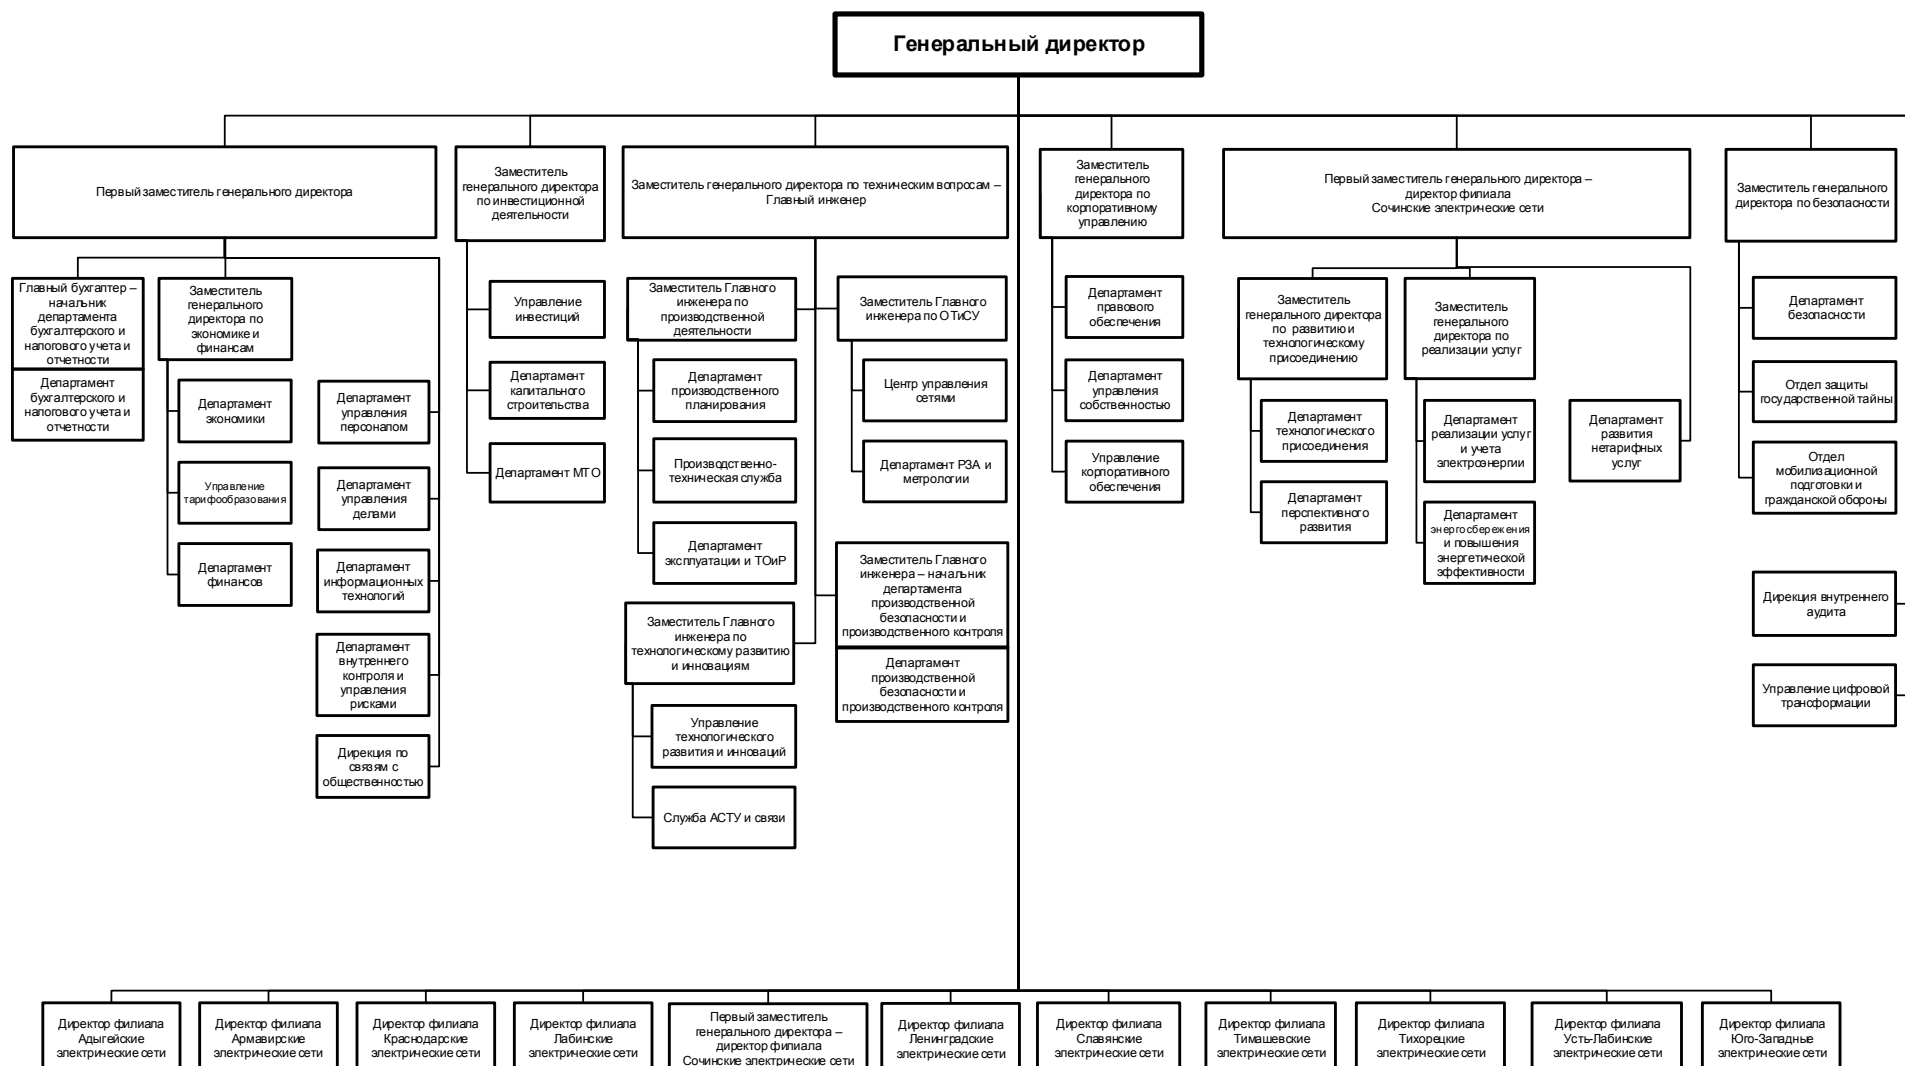 Генеральный директор
Первый заместитель генерального директора
Заместитель
генерального директора
по инвестиционной
деятельности
Заместитель генерального директора по техническим вопросам –
Главный инженер
Заместитель
генерального
директора по
корпоративному
управлению
Первый заместитель генерального директора –
директор филиала
Сочинские электрические сети
Заместитель генерального
директора по безопасности
Главный бухгалтер –
начальник
департамента
бухгалтерского и
налогового учета и
отчетности
Департамент
бухгалтерского и
налогового учета и
отчетности
Заместитель
генерального
директора по
экономике и
финансам
Департамент
экономики
Управление
тарифообразования
Департамент
финансов
Департамент
управления
персоналом
Департамент
управления
делами
Департамент
информационных
технологий
Департамент
внутреннего
контроля и
управления
рисками
Дирекция по
связям с
общественностью
Управление
инвестиций
Департамент
капитального
строительства
Департамент МТО
Заместитель Главного
инженера по
производственной
деятельности
Департамент
производственного
планирования
Производственно-
техническая служба
Департамент
эксплуатации и ТОиР
Заместитель Главного
инженера по
технологическому развитию
и инновациям
Управление
технологического
развития и инноваций
Служба АСТУ и связи
Заместитель Главного
инженера по ОТиСУ
Центр управления
сетями
Департамент РЗА и
метрологии
Заместитель Главного
инженера – начальник
департамента
производственной
безопасности и
производственного контроля
Департамент
производственной
безопасности и
производственного контроля
Департамент
правового
обеспечения
Департамент
управления
собственностью
Управление
корпоративного
обеспечения
Заместитель
генерального директора
по развитию и
технологическому
присоединению
Департамент
технологического
присоединения
Департамент
перспективного
развития
Заместитель
генерального
директора по
реализации услуг
Департамент
реализации услуг
и учета
электроэнергии
Департамент
энергосбережения
и повышения
энергетической
эффективности
Департамент
развития
нетарифных
услуг
Департамент
безопасности
Отдел защиты
государственной тайны
Отдел
мобилизационной
подготовки и
гражданской обороны
Дирекция внутреннего
аудита
Управление цифровой
трансформации
Директор филиала
Адыгейские
электрические сети
Директор филиала
Армавирские
электрические сети
Директор филиала
Краснодарские
электрические сети
Директор филиала
Лабинские
электрические сети
Первый заместитель
генерального директора –
директор филиала
Сочинские электрические сети
Директор филиала
Ленинградские
электрические сети
Директор филиала
Славянские
электрические сети
Директор филиала
Тимашевские
электрические сети
Директор филиала
Тихорецкие
электрические сети
Директор филиала
Усть-Лабинские
электрические сети
Директор филиала
Юго-Западные
электрические сети